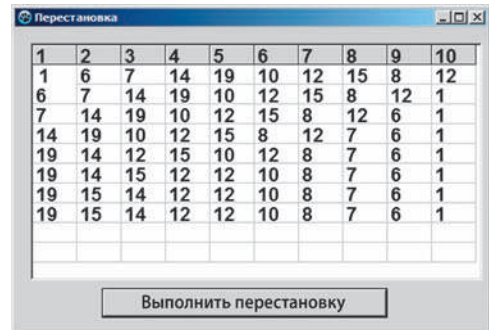 Перестановка
1 2 3 4 5 6 7 8 9 10
1 6 7 14 19 10 12 15 8 12
6 7 14 19 10 12 15 8 12 1
7 14 19 10 12 15 8 12 6 1
14 19 10 12 15 8 12 7 6 1
19 14 12 15 10 12 8 7 6 1
19 14 15 12 12 10 8 7 6 1
19 15 14 12 12 10 8 7 6 1
19 15 14 12 12 10 8 7 6 1
Выполнить перестановку